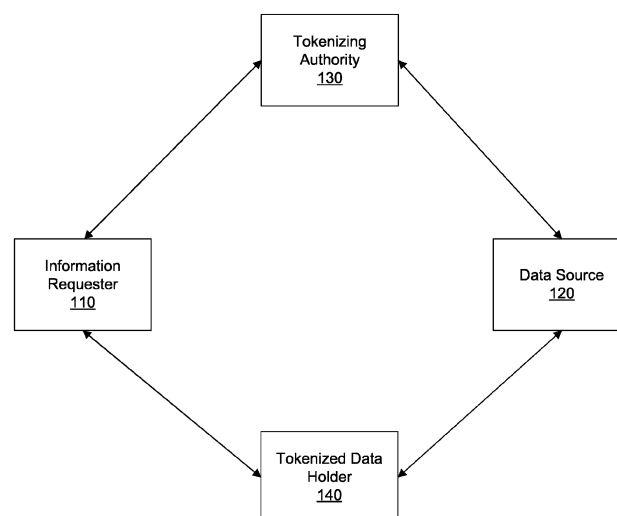 Tokenizing
Authority
130
Information
Requester
110
Data Source
120
Tokenized Data
Holder
140